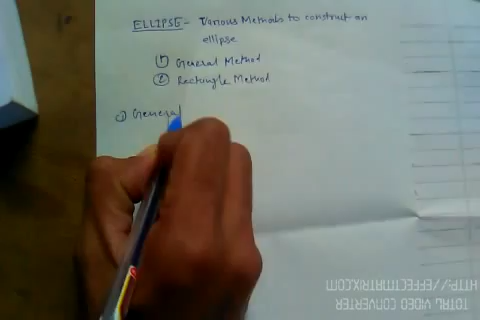 ELLIPSE - Various Methods to construct an
ellipse
(1) General Method
(2) Rectangle Method
(1) General
TOTAL VIDEO CONVERTER
HTTP://EFFECTMATRIX.COM